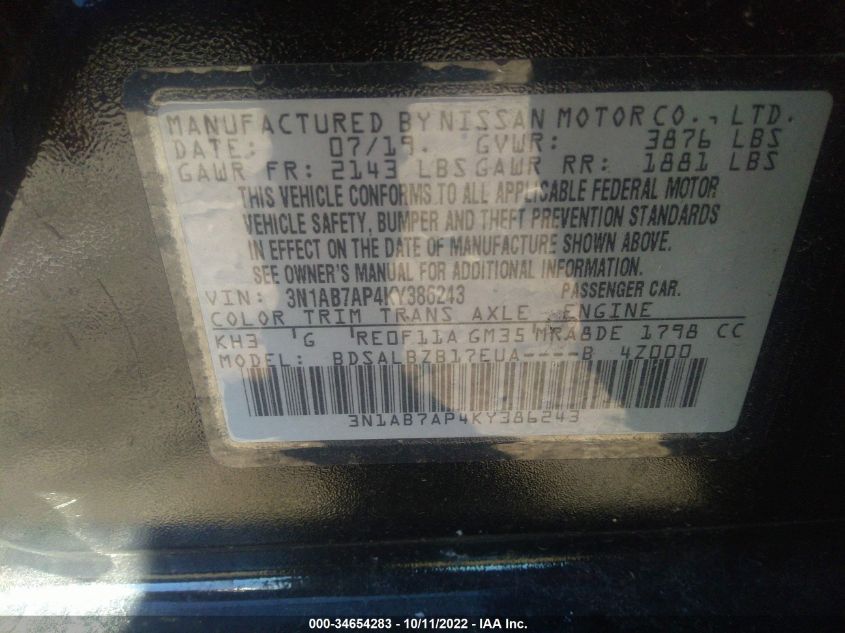 MANUFACTURED BY NISSAN MOTOR CO., LTD.
DATE: 07/19. GVWR: 3876 LBS
GAWR FR: 2143 LBS GAWR RR: 1881 LBS
THIS VEHICLE CONFORMS TO ALL APPLICABLE FEDERAL MOTOR
VEHICLE SAFETY, BUMPER AND THEFT PREVENTION STANDARDS
IN EFFECT ON THE DATE OF MANUFACTURE SHOWN ABOVE.
SEE OWNER'S MANUAL FOR ADDITIONAL INFORMATION.
VIN: 3N1AB7AP4KY386243 PASSENGER CAR.
COLOR TRIM TRANS AXLE ENGINE
KH3 G RE0F11A GM35 MRA8DE 1798 CC
MODEL: BDSALBZB17EUA----B 4Z000
3N1AB7AP4KY386243
000-34654283 - 10/11/2022 - IAA Inc.